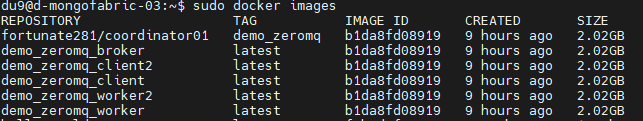 du9@d-mongofabric-03:~$ sudo docker images
REPOSITORY TAG IMAGE ID CREATED SIZE
fortunate281/coordinator01 demo_zeromq b1da8fd08919 9 hours ago 2.02GB
demo_zeromq_broker latest b1da8fd08919 9 hours ago 2.02GB
demo_zeromq_client2 latest b1da8fd08919 9 hours ago 2.02GB
demo_zeromq_client latest b1da8fd08919 9 hours ago 2.02GB
demo_zeromq_worker2 latest b1da8fd08919 9 hours ago 2.02GB
demo_zeromq_worker latest b1da8fd08919 9 hours ago 2.02GB